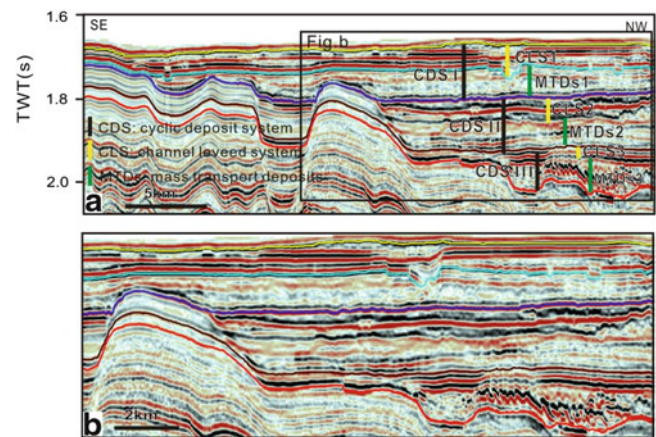 1.6
SE
NW
Fig.b
CDS I
CLS1
MTDs1
TWT(s)
1.8
CDS: cyclic deposit system
CLS: channel leveed system
MTDs: mass transport deposits
CDS II
CLS2
MTDs2
CLS3
CDS III
2.0
5km
a
b
2km